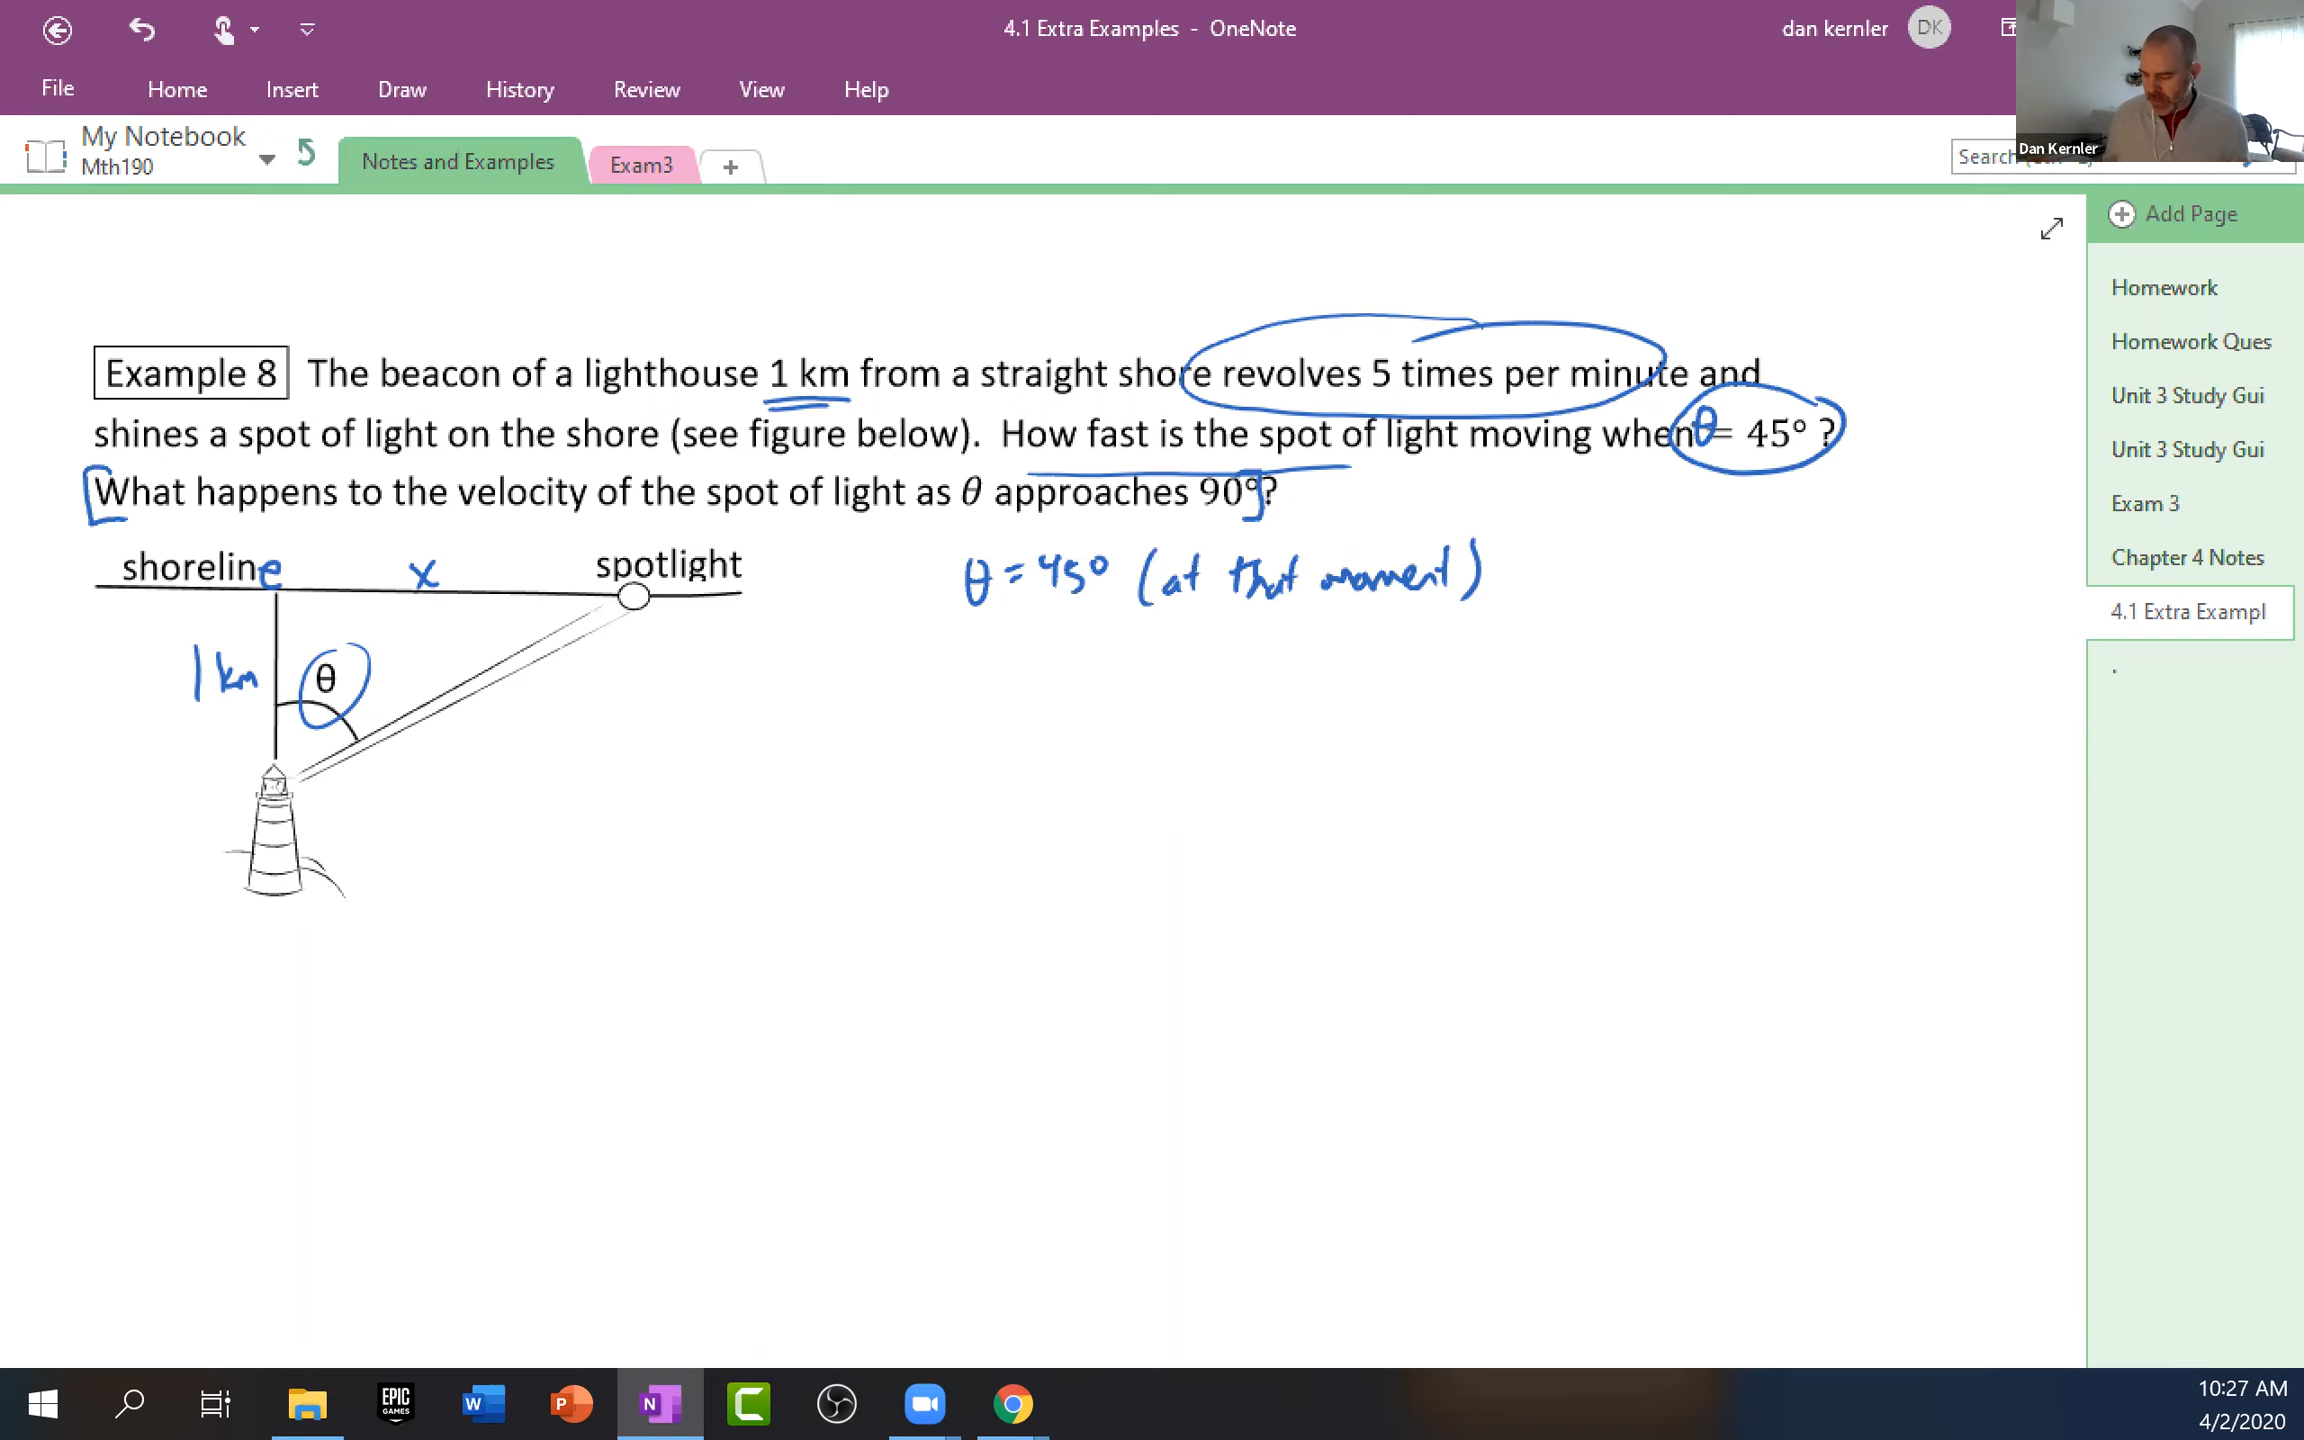 4.1 Extra Examples - OneNote
dan kernler DK
File Home Insert Draw History Review View Help
Dan Kernler
My Notebook
Mth190
Notes and Examples
Exam3
+
Search
Add Page
Homework
Homework Ques
Unit 3 Study Gui
Unit 3 Study Gui
Exam 3
Chapter 4 Notes
4.1 Extra Exampl
.
Example 8 The beacon of a lighthouse 1 km from a straight shore revolves 5 times per minute and
shines a spot of light on the shore (see figure below). How fast is the spot of light moving when θ = 45° ?
[What happens to the velocity of the spot of light as θ approaches 90°]?
shoreline x spotlight
θ = 45° (at that moment)
1 km θ
EPIC GAMES
W
P
N
C
10:27 AM
4/2/2020